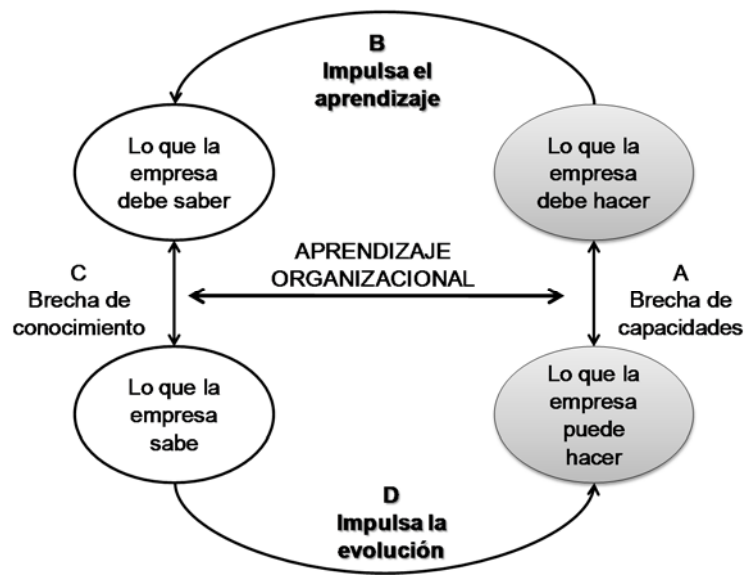 B
Impulsa el
aprendizaje
Lo que la
empresa
debe saber
Lo que la
empresa
debe hacer
APRENDIZAJE
ORGANIZACIONAL
C
Brecha de
conocimiento
A
Brecha de
capacidades
Lo que la
empresa
sabe
Lo que la
empresa
puede
hacer
D
Impulsa la
evolución